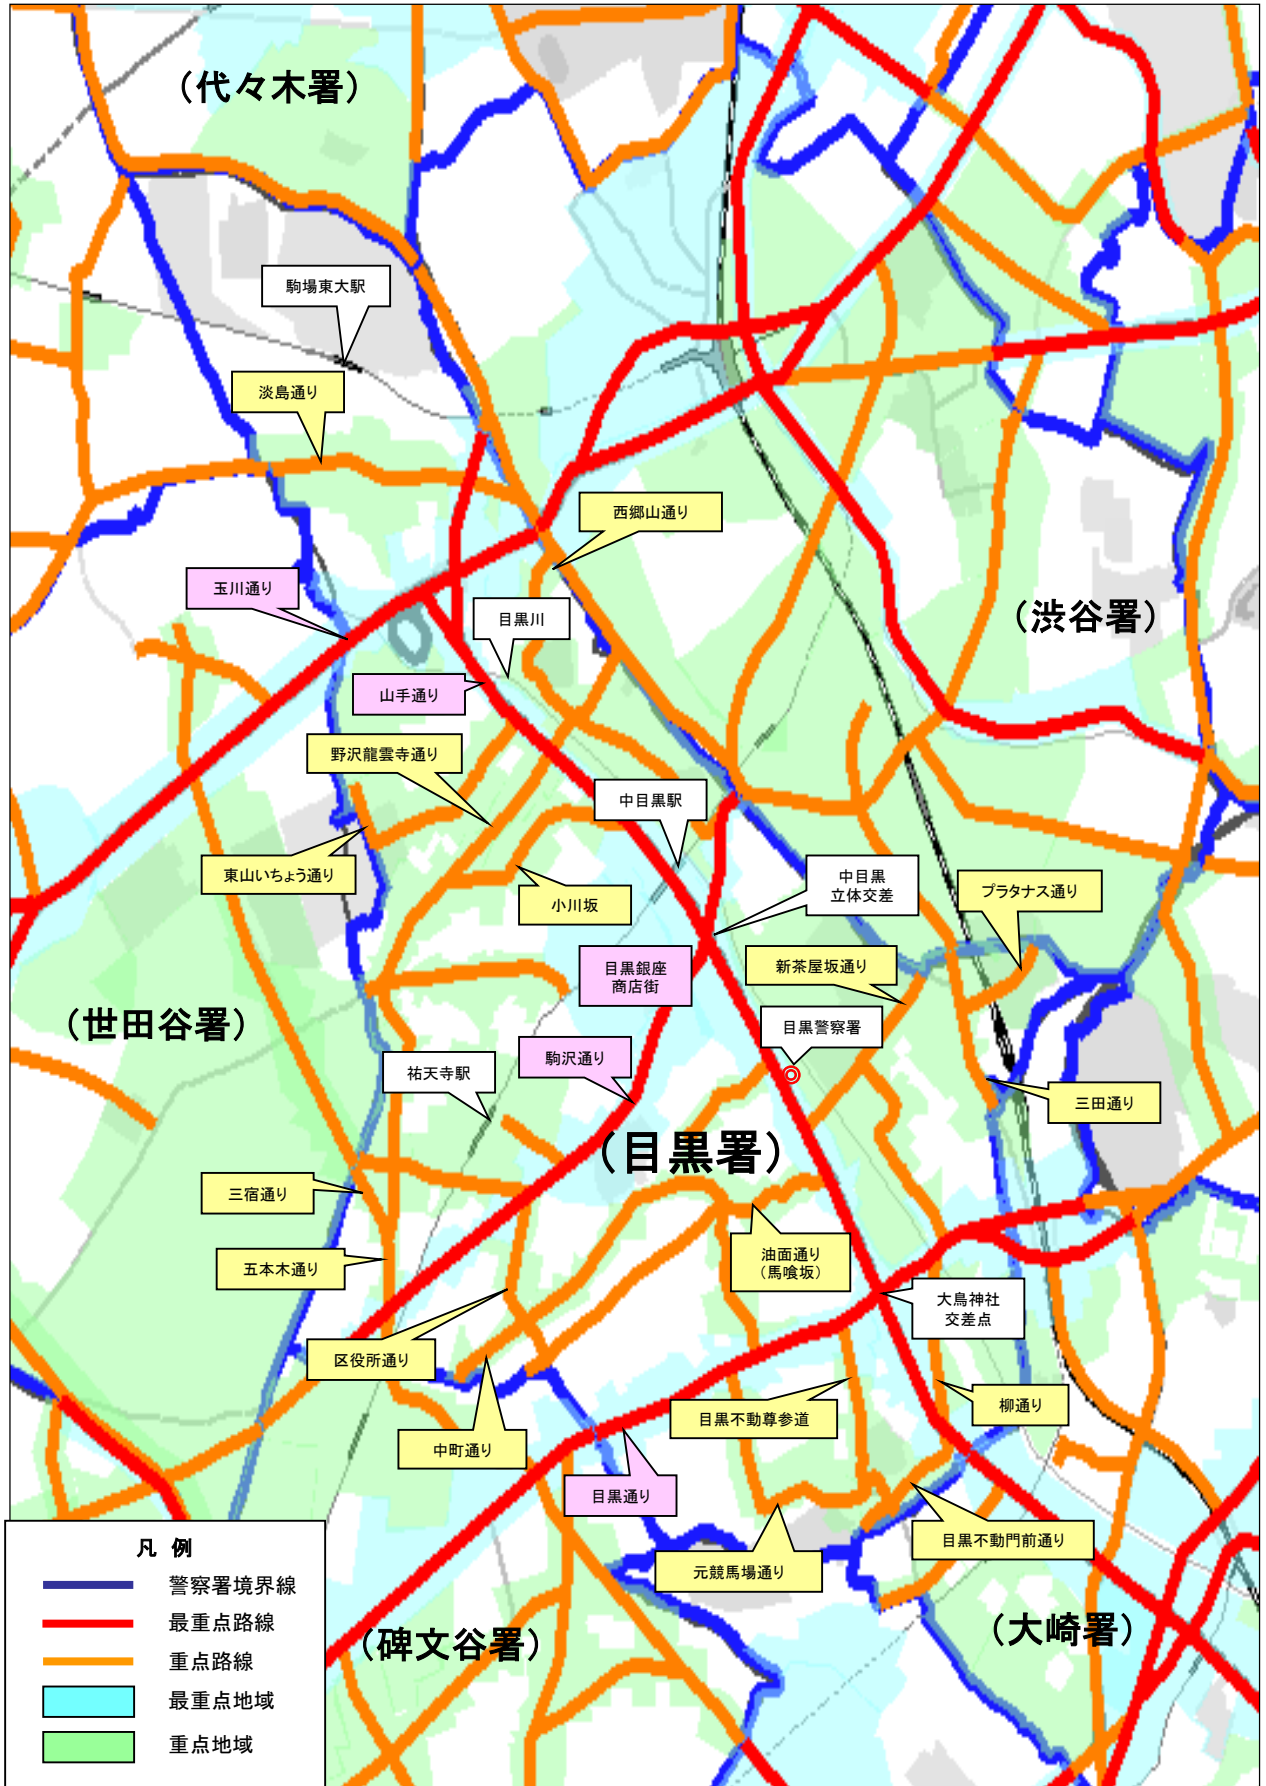 （代々木署）
駒場東大駅
淡島通り
西郷山通り
玉川通り
目黒川
（渋谷署）
山手通り
野沢龍雲寺通り
中目黒駅
東山いちょう通り
小川坂
中目黒
立体交差
プラタナス通り
目黒銀座
商店街
新茶屋坂通り
（世田谷署）
目黒警察署
駒沢通り
祐天寺駅
三田通り
（目黒署）
三宿通り
五本木通り
油面通り
（馬喰坂）
大鳥神社
交差点
区役所通り
柳通り
目黒不動尊参道
中町通り
目黒通り
目黒不動門前通り
元競馬場通り
（碑文谷署）
（大崎署）
凡 例
警察署境界線
最重点路線
重点路線
最重点地域
重点地域